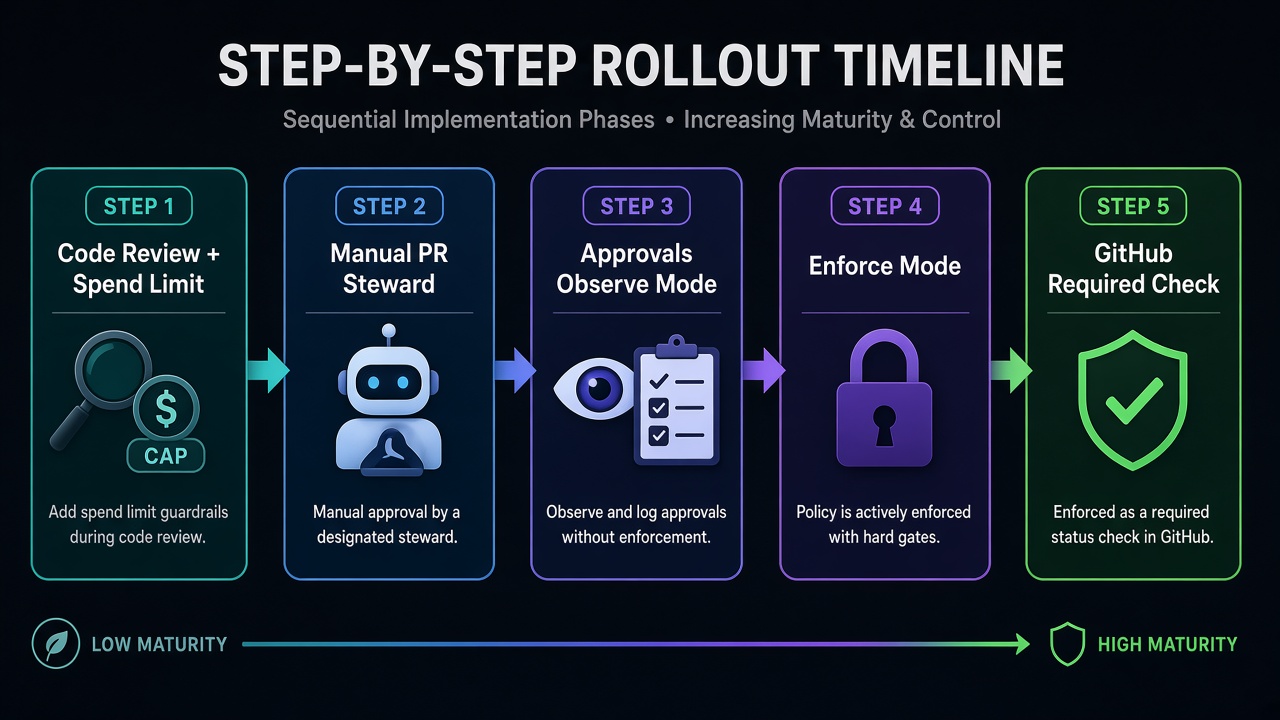 STEP-BY-STEP ROLLOUT TIMELINE
Sequential Implementation Phases • Increasing Maturity & Control
STEP 1
Code Review +
Spend Limit
$
CAP
Add spend limit guardrails
during code review.
STEP 2
Manual PR
Steward
Manual approval by a
designated steward.
STEP 3
Approvals
Observe Mode
Observe and log approvals
without enforcement.
STEP 4
Enforce Mode
Policy is actively enforced
with hard gates.
STEP 5
GitHub
Required Check
Enforced as a required
status check in GitHub.
LOW MATURITY
HIGH MATURITY